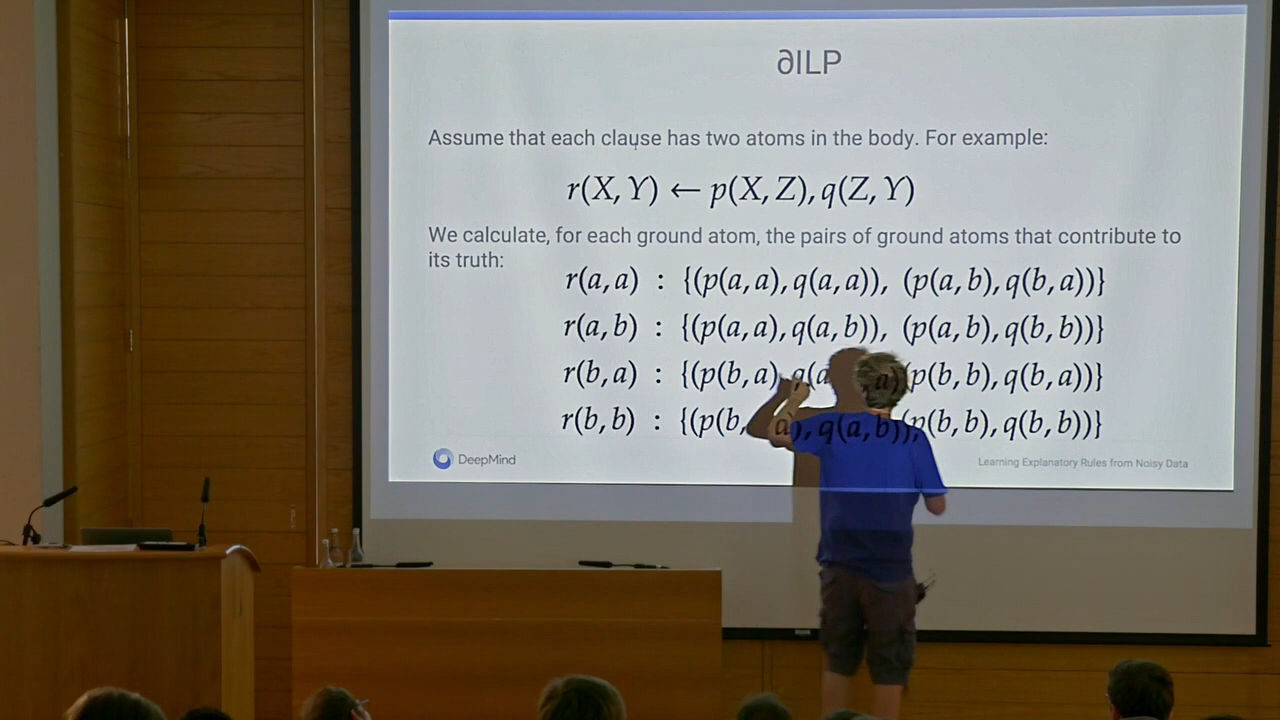 ∂ILP
Assume that each clause has two atoms in the body. For example:
r(X, Y) ← p(X, Z), q(Z, Y)
We calculate, for each ground atom, the pairs of ground atoms that contribute to
its truth:
r(a, a) : {(p(a, a), q(a, a)), (p(a, b), q(b, a))}
r(a, b) : {(p(a, a), q(a, b)), (p(a, b), q(b, b))}
r(b, a) : {(p(b, a), q(a, a), (p(b, b), q(b, a))}
r(b, b) : {(p(b, a), q(a, b)), (p(b, b), q(b, b))}
DeepMind
Learning Explanatory Rules from Noisy Data